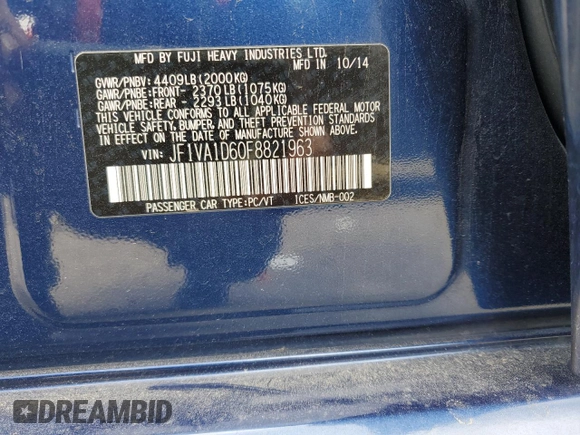 MFD BY FUJI HEAVY INDUSTRIES LTD.
MFD IN 10/14
GVWR/PNBV: 4409LB(2000KG)
GAWR/PNBE:FRONT- 2370LB(1075KG)
GAWR/PNBE:REAR - 2293LB(1040KG)
THIS VEHICLE CONFORMS TO ALL APPLICABLE FEDERAL MOTOR
VEHICLE SAFETY, BUMPER, AND THEFT PREVENTION STANDARDS
IN EFFECT ON THE DATE OF MANUFACTURE SHOWN ABOVE.
VIN: JF1VA1D60F8821963
PASSENGER CAR TYPE:PC/VT ICES/NMB-002
DREAMBID